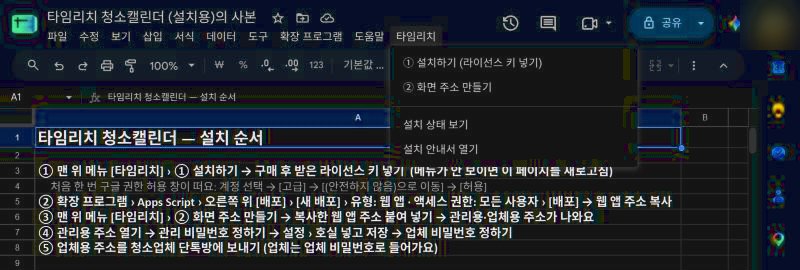 타임리치 청소캘린더 (설치용)의 사본
파일 수정 보기 삽입 서식 데이터 도구 확장 프로그램 도움말 타임리치
공유
100% ₩ % .0 .00 123 기본값 ...
① 설치하기 (라이선스 키 넣기)
② 화면 주소 만들기
설치 상태 보기
설치 안내서 열기
A1 fx 타임리치 청소캘린더 — 설치 순서
A B
1 타임리치 청소캘린더 — 설치 순서
2
3 ① 맨 위 메뉴 [타임리치] › ① 설치하기 → 구매 후 받은 라이선스 키 넣기 (메뉴가 안 보이면 이 페이지를 새로고침)
4 처음 한 번 구글 권한 허용 창이 떠요: 계정 선택 → [고급] → [(안전하지 않음)으로 이동] → [허용]
5 ② 확장 프로그램 › Apps Script › 오른쪽 위 [배포] › [새 배포] › 유형: 웹 앱 · 액세스 권한: 모든 사용자 › [배포] → 웹 앱 주소 복사
6 ③ 맨 위 메뉴 [타임리치] › ② 화면 주소 만들기 → 복사한 웹 앱 주소 붙여 넣기 → 관리용·업체용 주소가 나와요
7 ④ 관리용 주소 열기 → 관리 비밀번호 정하기 → 설정 › 호실 넣고 저장 → 업체 비밀번호 정하기
8 ⑤ 업체용 주소를 청소업체 단톡방에 보내기 (업체는 업체 비밀번호로 들어가요)
9